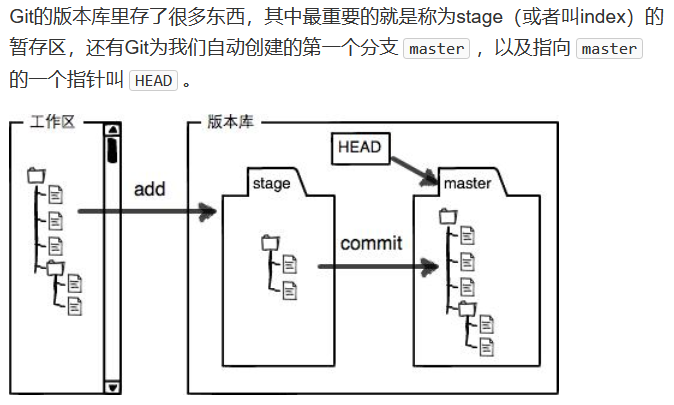 Git的版本库里存了很多东西，其中最重要的就是称为stage（或者叫index）的
暂存区，还有Git为我们自动创建的第一个分支 master ，以及指向 master
的一个指针叫 HEAD 。
工作区
版本库
HEAD
stage
master
add
commit